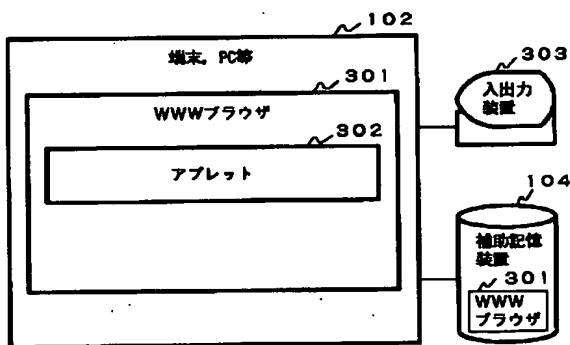 102
端末，PC等
301
WWWブラウザ
302
アプレット
303
入出力
装置
104
補助記憶
装置
301
WWW
ブラウザ